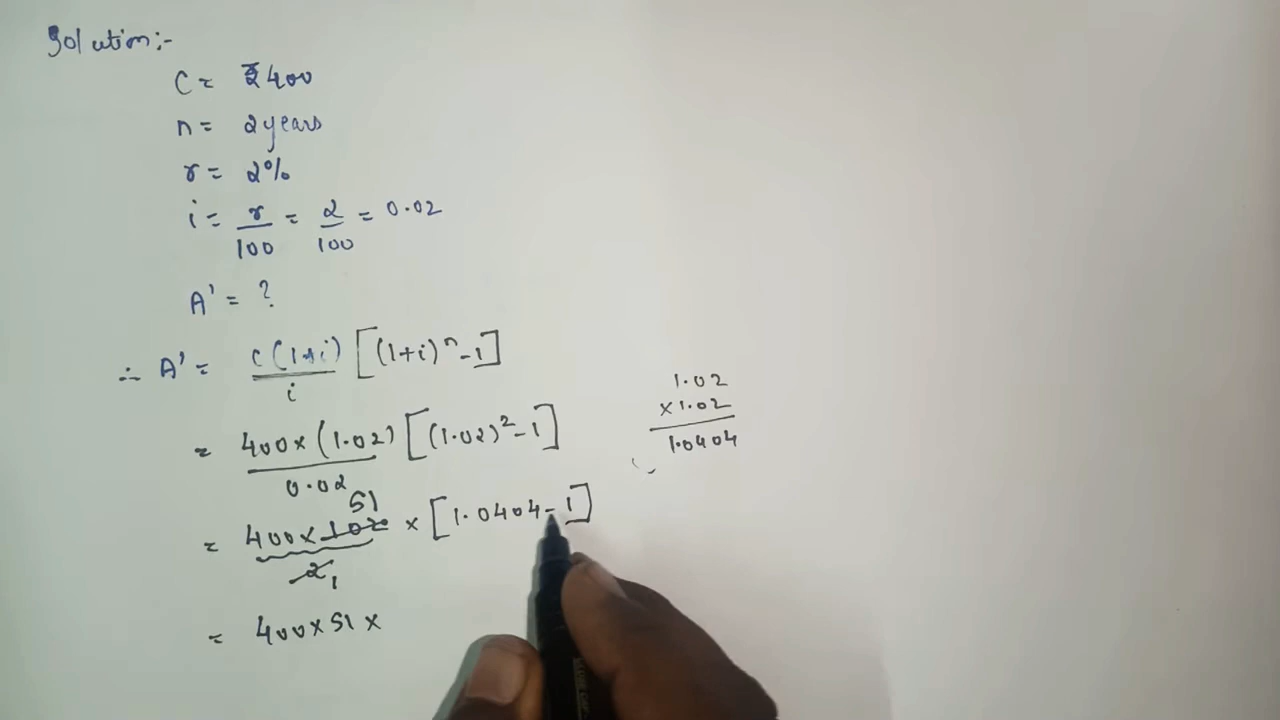 Solution:-
C = ₹400
n = 2years
r = 2%
i = r/100 = 2/100 = 0.02
A' = ?
∴ A' = c(1+i)/i [(1+i)ⁿ-1]
= 400×(1.02)/0.02 [(1.02)²-1]
1.02
×1.02
1.0404
51
= 400×102/2 × [1.0404-1]
1
= 400×51×